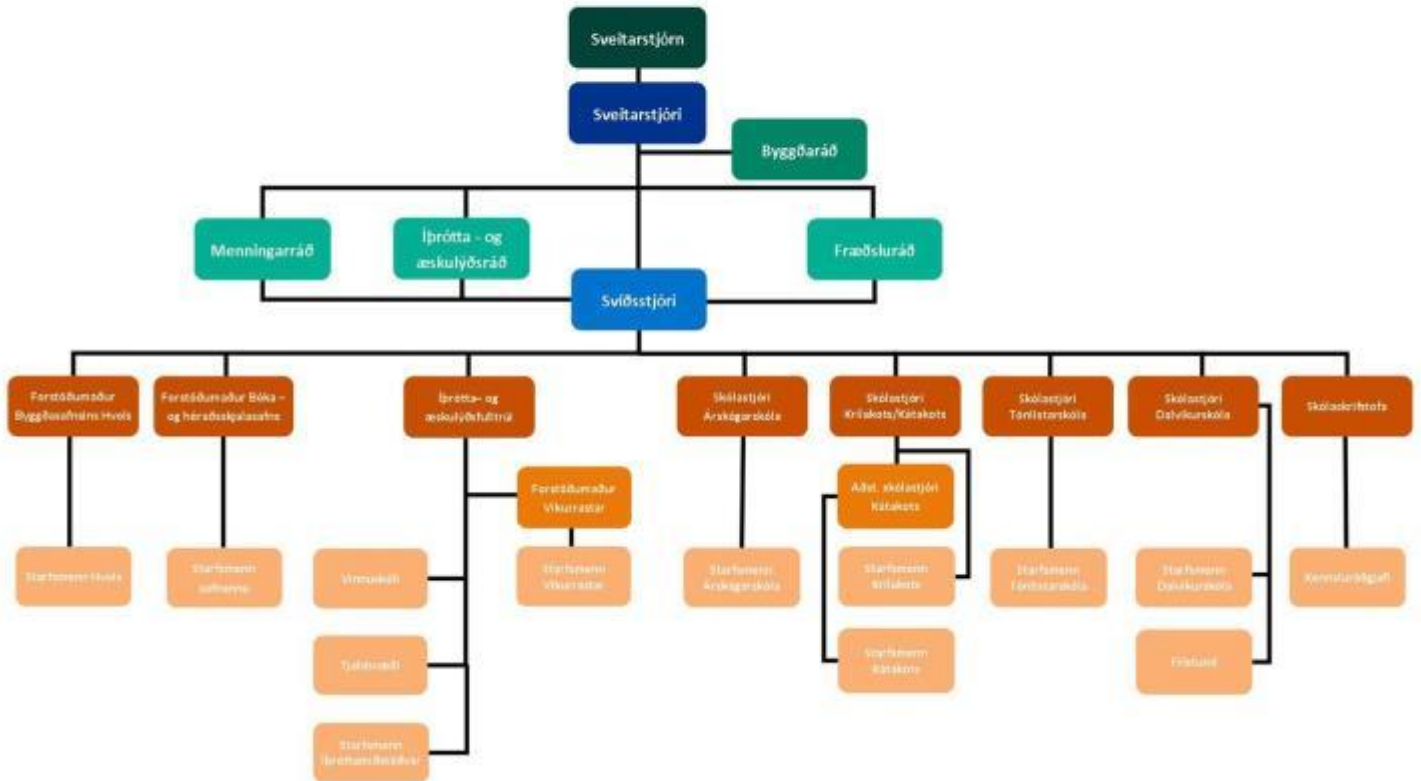 Sveitarstjórn
Sveitarstjóri
Byggðaráð
Menningarráð
Íþrótta - og
æskulýðsráð
Fræðsluráð
Sviðsstjóri
Forstöðumaður
Byggðasafnsins Hvols
Forstöðumaður Bóka –
og héraðsskjalasafns
Íþrótta- og
æskulýðsfulltrúi
Skólastjóri
Árskógarskóla
Skólastjóri
Krílakots/Kátakots
Skólastjóri
Tónlistarskóla
Skólastjóri
Dalvíkurskóla
Skólaskrifstofa
Forstöðumaður
Víkurrastar
Aðst. skólastjóri
Kátakots
Starfsmenn Hvols
Starfsmenn
safnanna
Vinnuskóli
Starfsmenn
Víkurrastar
Starfsmenn
Árskógarskóla
Starfsmenn
Krílakots
Starfsmenn
Tónlistarskóla
Starfsmenn
Dalvíkurskóla
Kennsluráðgjafi
Tjaldsvæði
Starfsmenn
Kátakots
Frístund
Starfsmenn
Íþróttamiðstöðvar